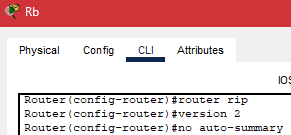 Rb
Physical Config CLI Attributes
IOS
Router(config-router)#router rip
Router(config-router)#version 2
Router(config-router)#no auto-summary